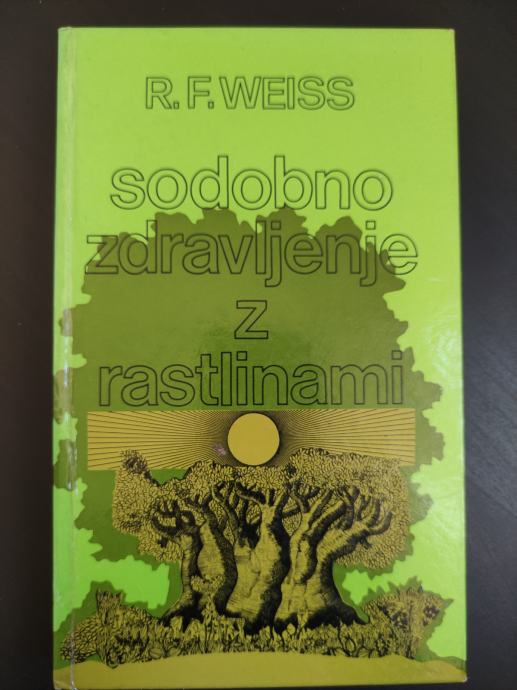 R. F. WEISS
sodobno
zdravljenje
z
rastlinami